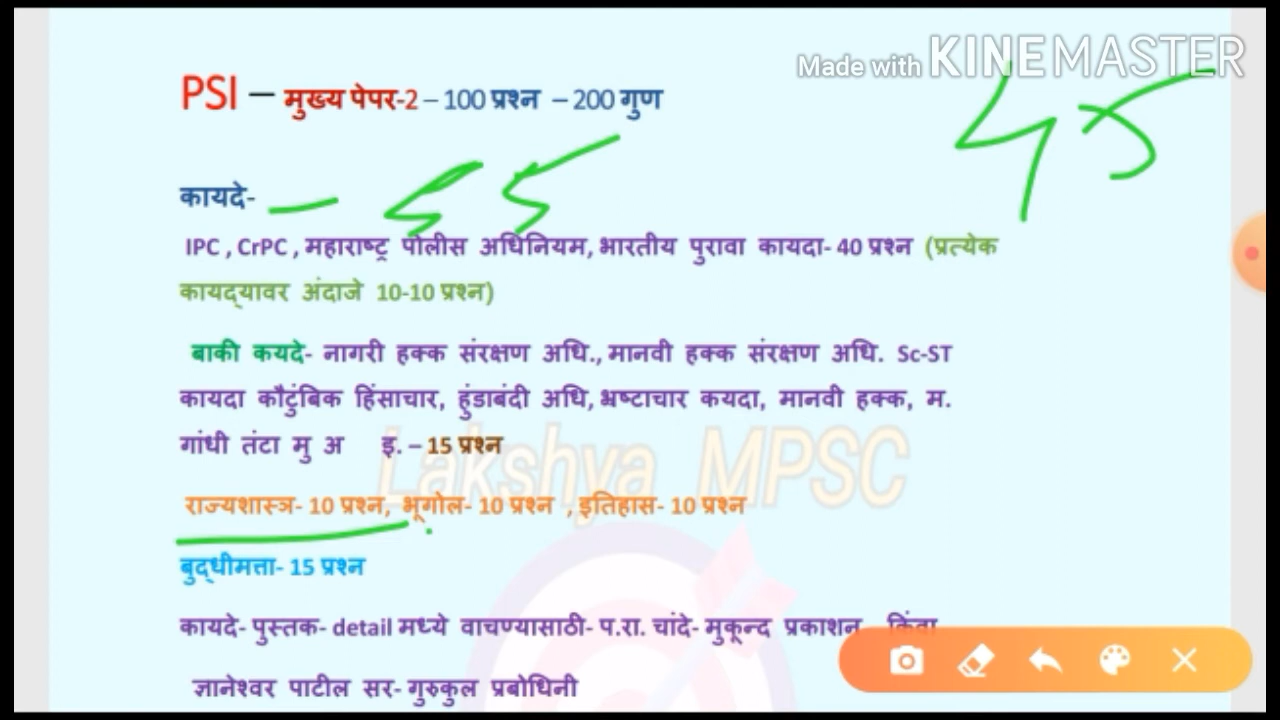 Made with KINEMASTER
PSI – मुख्य पेपर-2 – 100 प्रश्न – 200 गुण
45
कायदे- – 55
IPC , CrPC , महाराष्ट्र पोलीस अधिनियम, भारतीय पुरावा कायदा- 40 प्रश्न (प्रत्येक
कायद्यावर अंदाजे 10-10 प्रश्न)
बाकी कयदे- नागरी हक्क संरक्षण अधि., मानवी हक्क संरक्षण अधि. Sc-ST
कायदा कौटुंबिक हिंसाचार, हुंडाबंदी अधि, भ्रष्टाचार कयदा, मानवी हक्क, म.
गांधी तंटा मु अ इ. – 15 प्रश्न
Lakshya MPSC
राज्यशास्त्र- 10 प्रश्न, भूगोल- 10 प्रश्न , इतिहास- 10 प्रश्न
बुद्धीमत्ता- 15 प्रश्न
कायदे- पुस्तक- detail मध्ये वाचण्यासाठी- प.रा. चांदे- मुकून्द प्रकाशन किंवा
ज्ञानेश्वर पाटील सर- गुरुकुल प्रबोधिनी